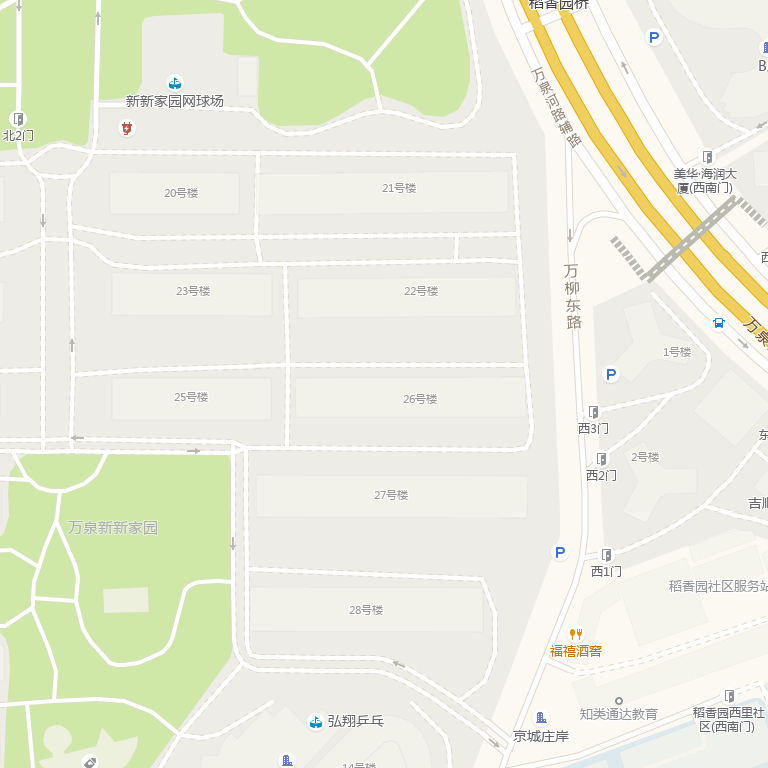 稻香园桥
万泉河路辅路
新新家园网球场
北2门
美华·海润大
厦(西南门)
20号楼
21号楼
万柳东路
23号楼
22号楼
万泉
1号楼
25号楼
26号楼
西3门
2号楼
西2门
27号楼
吉顺
万泉新新家园
西1门
稻香园社区服务站
28号楼
福禧酒窖
知类通达教育
稻香园西里社
区(西南门)
弘翔乒乓
京城庄岸
14号楼